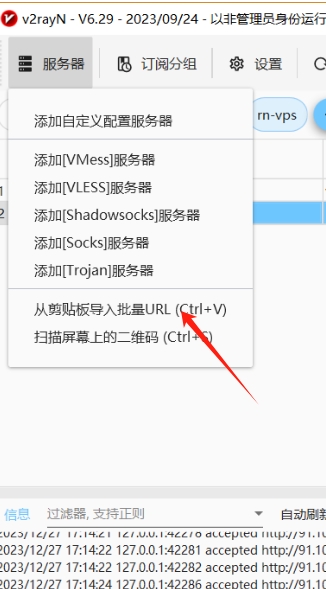 v2rayN - V6.29 - 2023/09/24 - 以非管理员身份运行
服务器 订阅分组 设置
rn-vps
添加自定义配置服务器
添加[VMess]服务器
添加[VLESS]服务器
添加[Shadowsocks]服务器
添加[Socks]服务器
添加[Trojan]服务器
1
2
从剪贴板导入批量URL (Ctrl+V)
扫描屏幕上的二维码 (Ctrl+S)
信息 过滤器, 支持正则 自动刷新
2023/12/27 17:14:21 127.0.0.1:42278 accepted http://91.10
2023/12/27 17:14:22 127.0.0.1:42281 accepted http://91.10
2023/12/27 17:14:22 127.0.0.1:42282 accepted http://91.10
2023/12/27 17:14:24 127.0.0.1:42286 accepted http://91.10